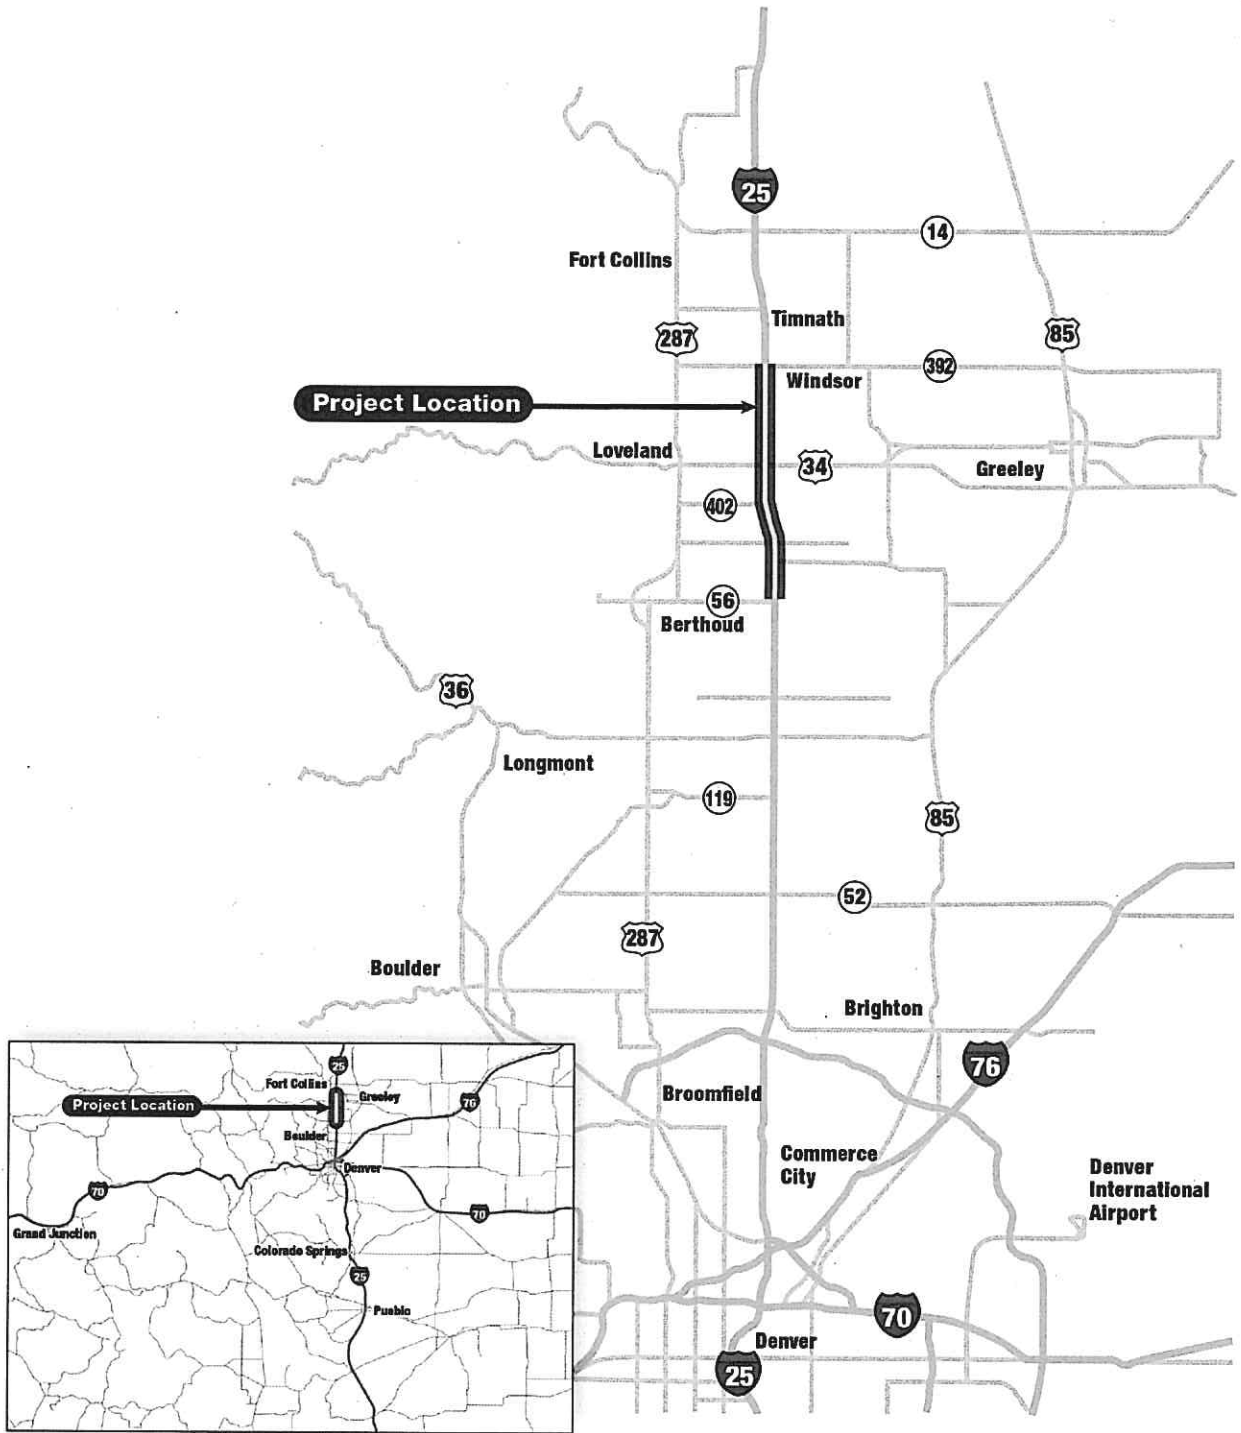 25
14
Fort Collins
Timnath
287
85
392
Windsor
Project Location
Loveland
34
Greeley
402
56
Berthoud
36
Longmont
119
85
52
287
Boulder
Brighton
76
Broomfield
Commerce
City
Denver
International
Airport
70
Denver
25
25
Fort Collins
Greeley
Project Location
76
Boulder
Denver
70
70
Grand Junction
Colorado Springs
25
Pueblo